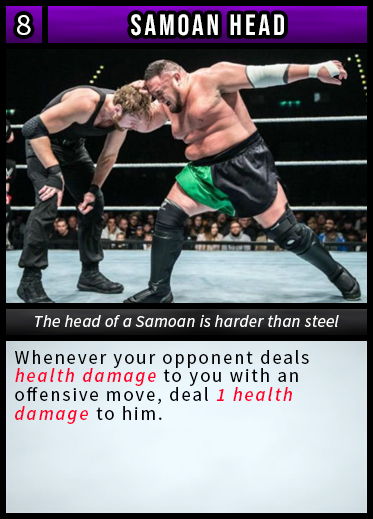 8
SAMOAN HEAD
The head of a Samoan is harder than steel
Whenever your opponent deals
health damage to you with an
offensive move, deal 1 health
damage to him.